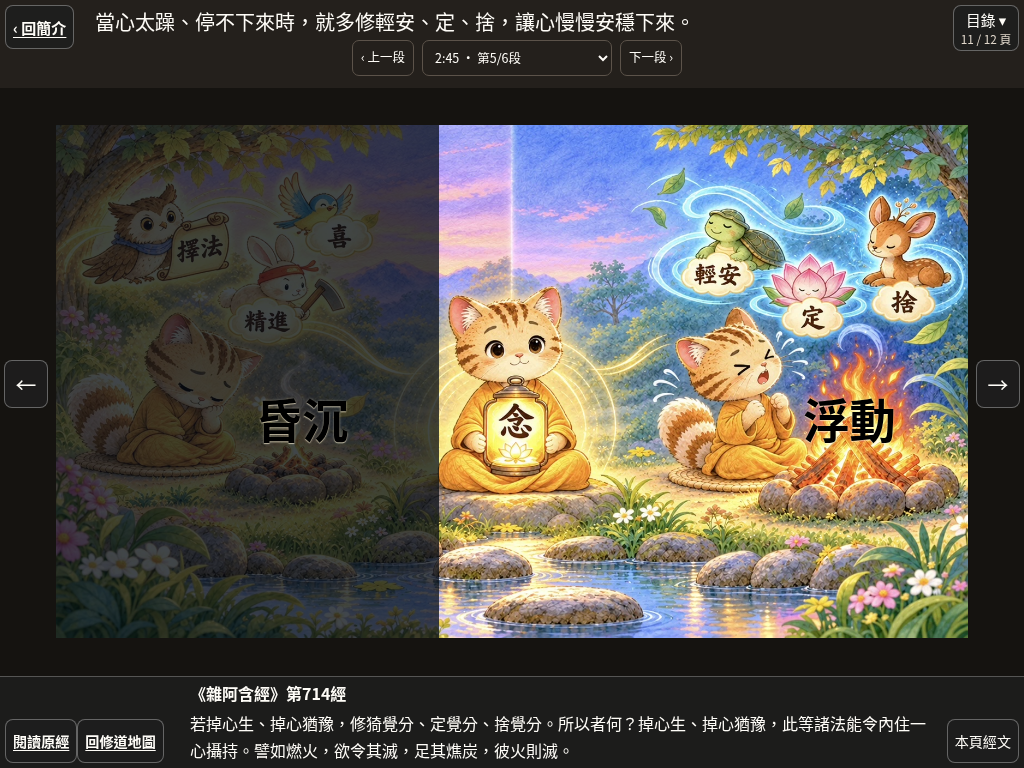 ‹ 回簡介
當心太躁、停不下來時，就多修輕安、定、捨，讓心慢慢安穩下來。
目錄 ▾
11 / 12 頁
‹ 上一段
2:45 · 第5/6段
下一段 ›
擇法
喜
精進
輕安
定
捨
念
昏沉
浮動
←
→
《雜阿含經》第714經
若掉心生、掉心猶豫，修猗覺分、定覺分、捨覺分。所以者何？掉心生、掉心猶豫，此等諸法能令內住一
心攝持。譬如燃火，欲令其滅，足其燋炭，彼火則滅。
閱讀原經
回修道地圖
本頁經文